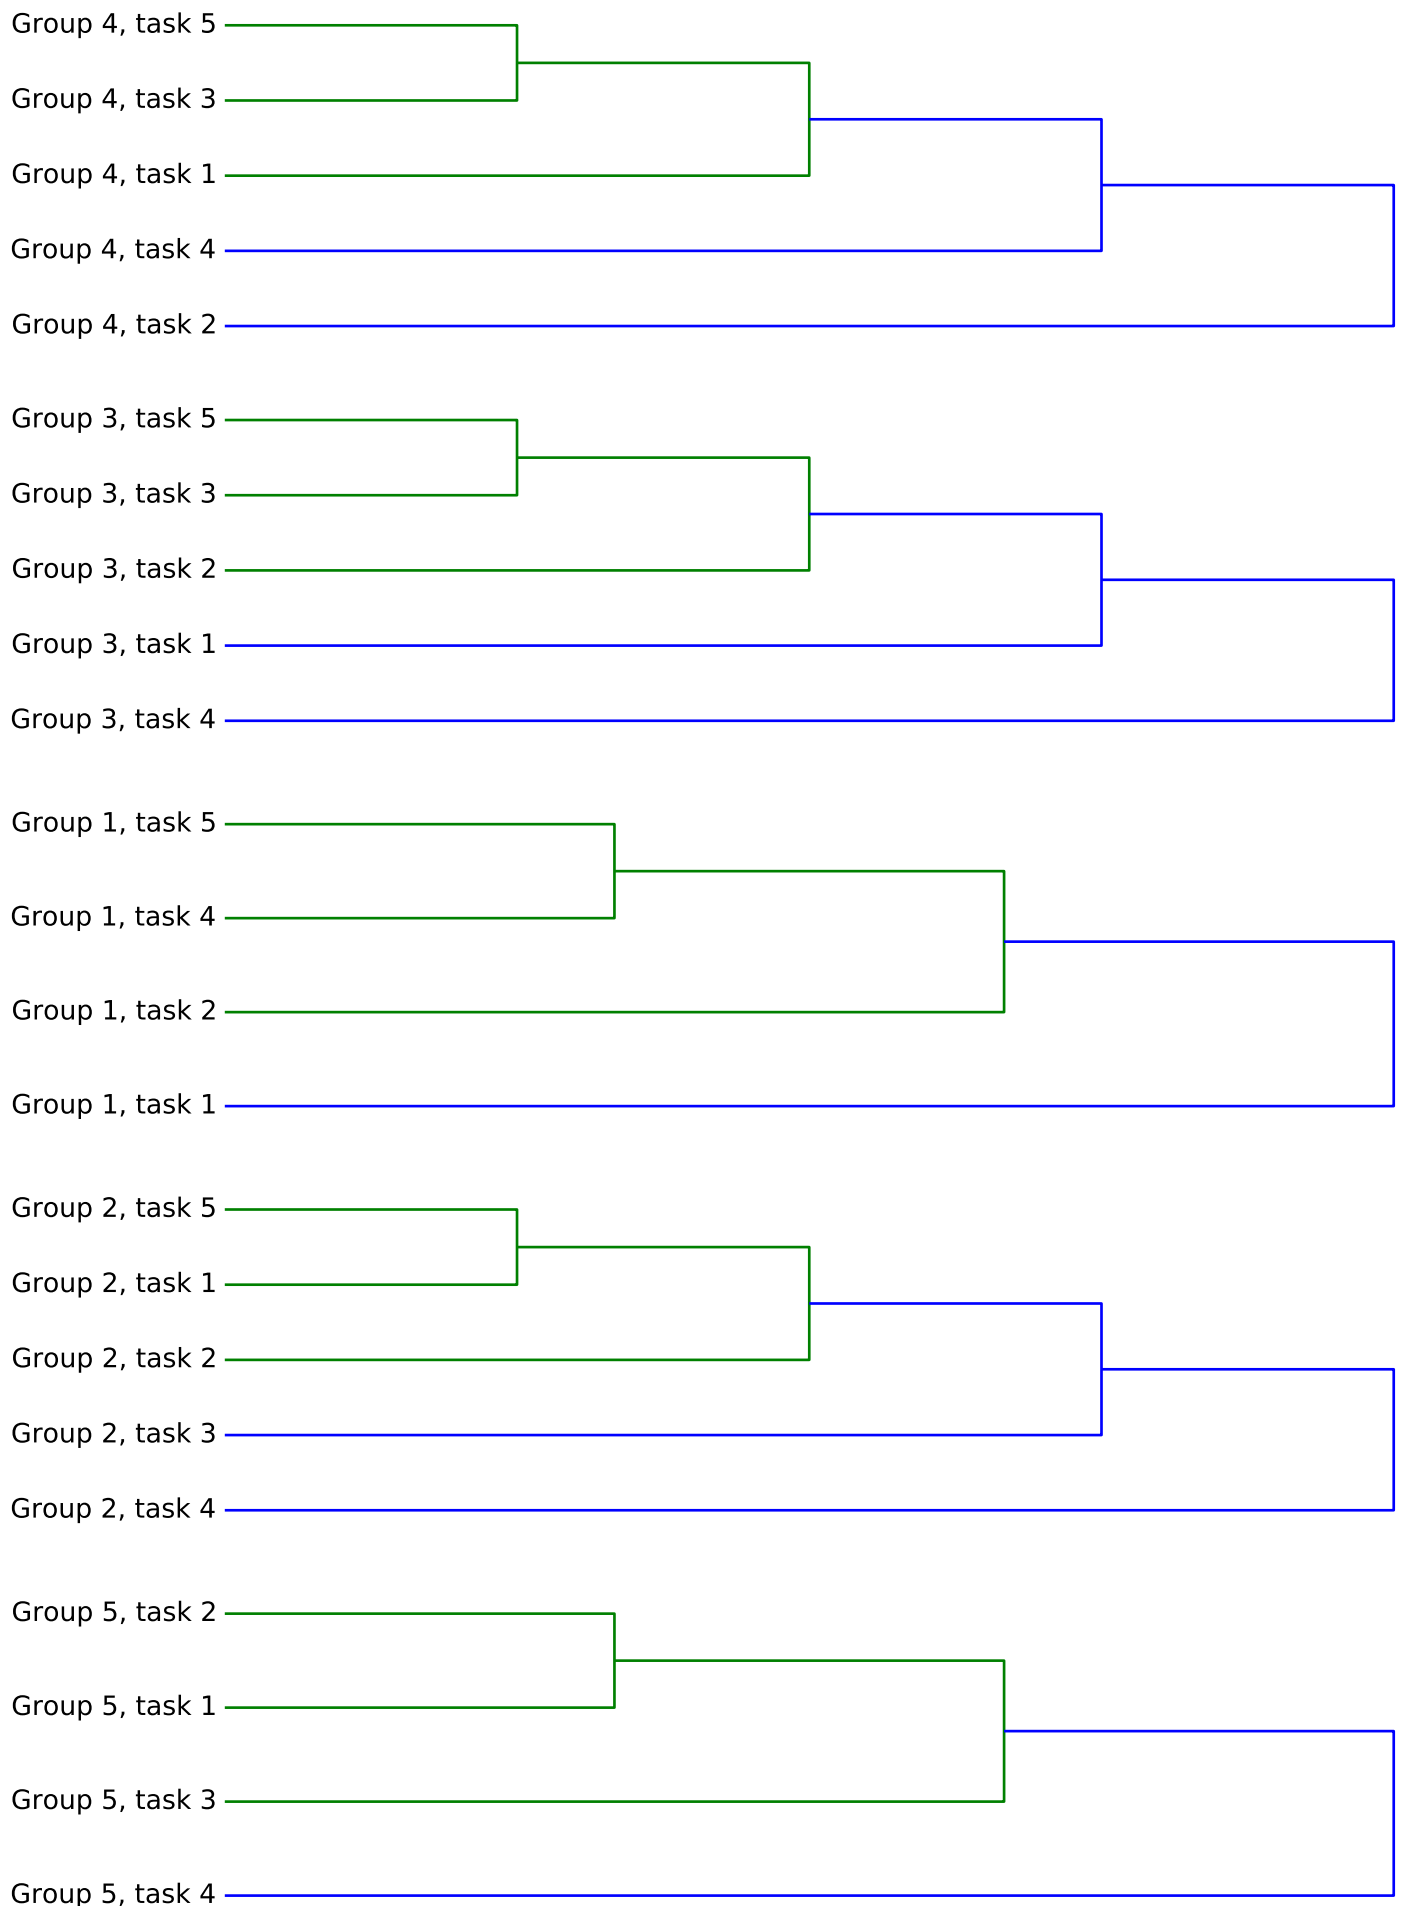 Group 4, task 5
Group 4, task 3
Group 4, task 1
Group 4, task 4
Group 4, task 2
Group 3, task 5
Group 3, task 3
Group 3, task 2
Group 3, task 1
Group 3, task 4
Group 1, task 5
Group 1, task 4
Group 1, task 2
Group 1, task 1
Group 2, task 5
Group 2, task 1
Group 2, task 2
Group 2, task 3
Group 2, task 4
Group 5, task 2
Group 5, task 1
Group 5, task 3
Group 5, task 4